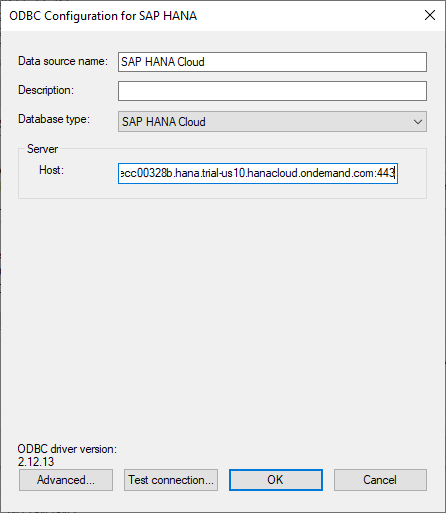 ODBC Configuration for SAP HANA
Data source name: SAP HANA Cloud
Description:
Database type: SAP HANA Cloud
Server
Host: ecc00328b.hana.trial-us10.hanacloud.ondemand.com:443
ODBC driver version:
2.12.13
Advanced... Test connection... OK Cancel